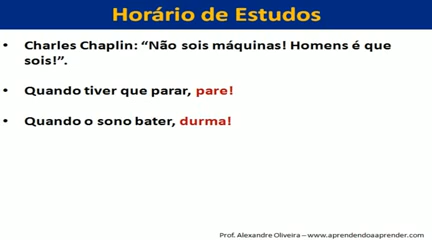 Horário de Estudos
• Charles Chaplin: “Não sois máquinas! Homens é que
sois!”.
• Quando tiver que parar, pare!
• Quando o sono bater, durma!
Prof. Alexandre Oliveira – www.aprendendoaaprender.com